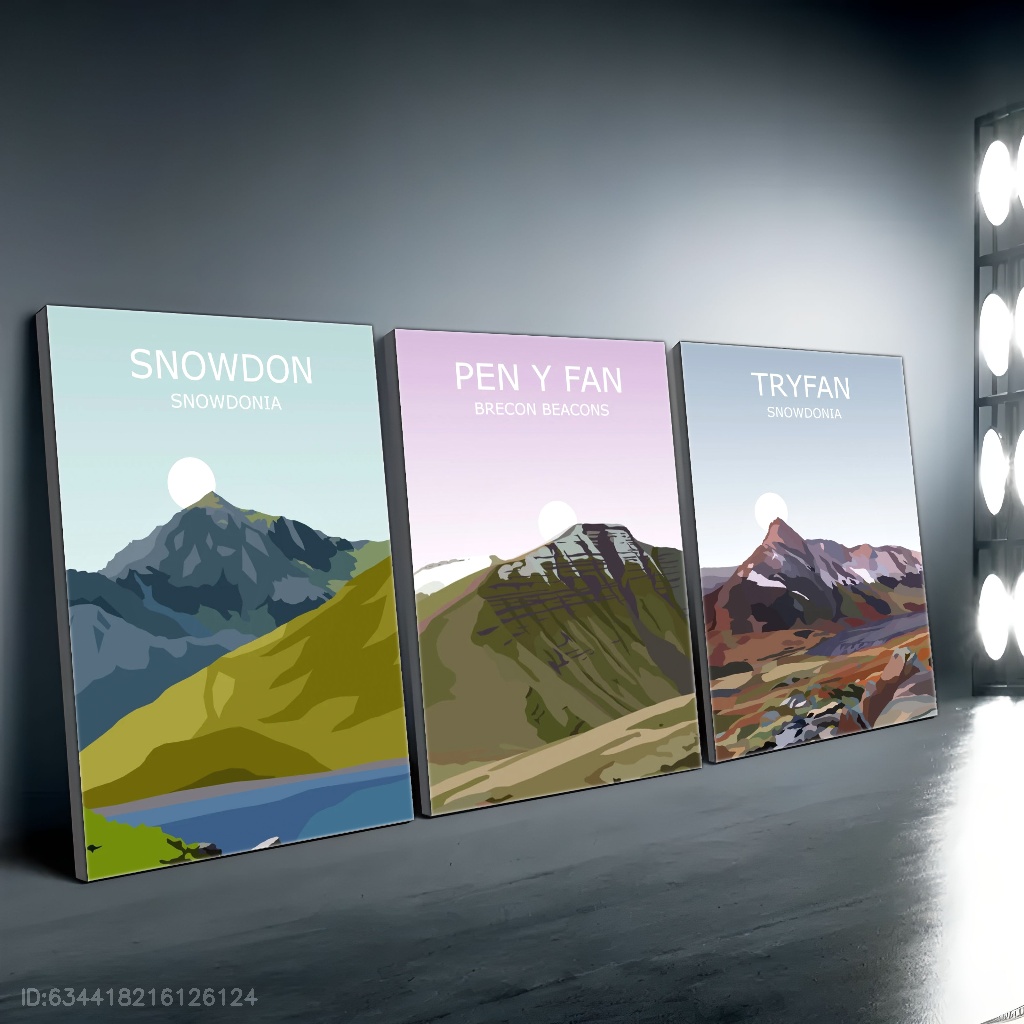 SNOWDON
SNOWDONIA
PEN Y FAN
BRECON BEACONS
TRYFAN
SNOWDONIA
ID:634418216126124